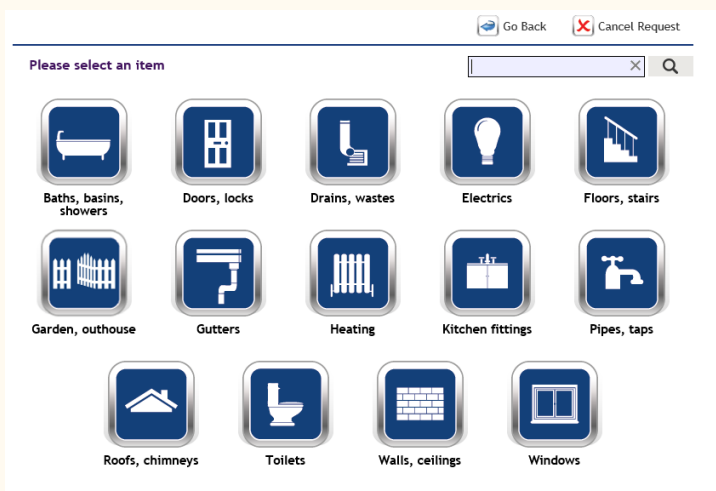 Go Back Cancel Request
Please select an item
Baths, basins, showers
Doors, locks
Drains, wastes
Electrics
Floors, stairs
Garden, outhouse
Gutters
Heating
Kitchen fittings
Pipes, taps
Roofs, chimneys
Toilets
Walls, ceilings
Windows